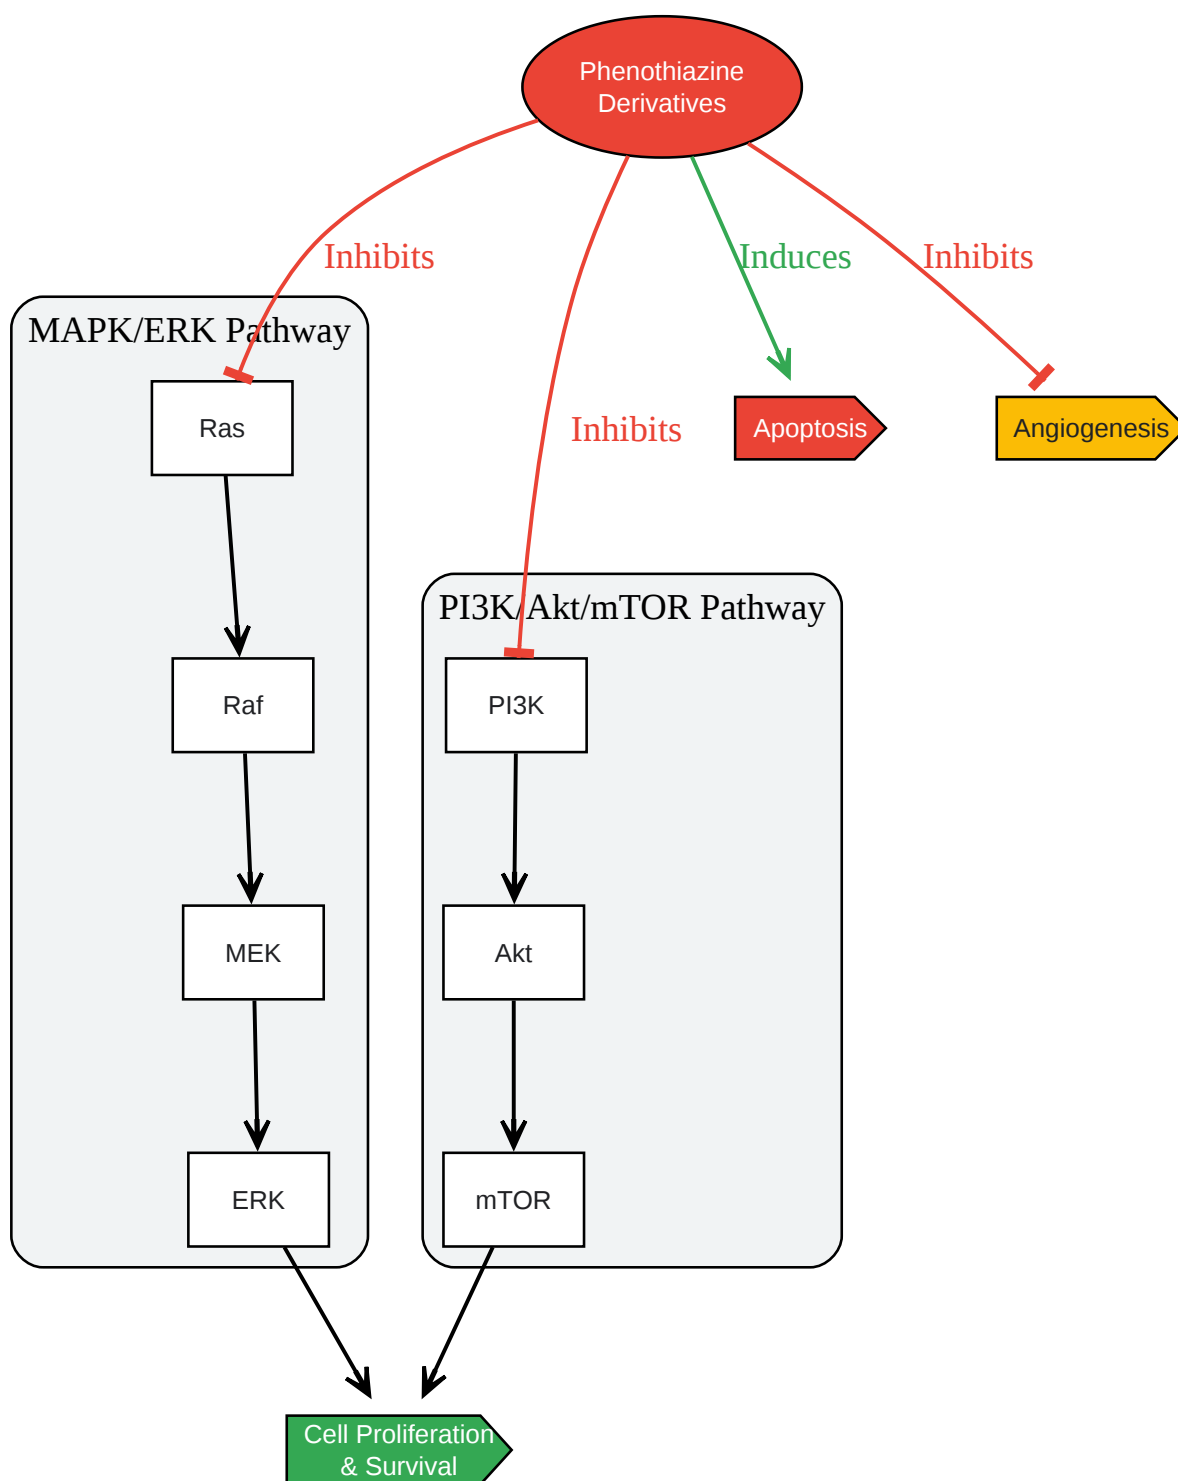 Phenothiazine
Derivatives
Inhibits
Induces
Inhibits
MAPK/ERK Pathway
Ras
Apoptosis
Angiogenesis
Inhibits
PI3K/Akt/mTOR Pathway
Raf
PI3K
MEK
Akt
ERK
mTOR
Cell Proliferation
& Survival